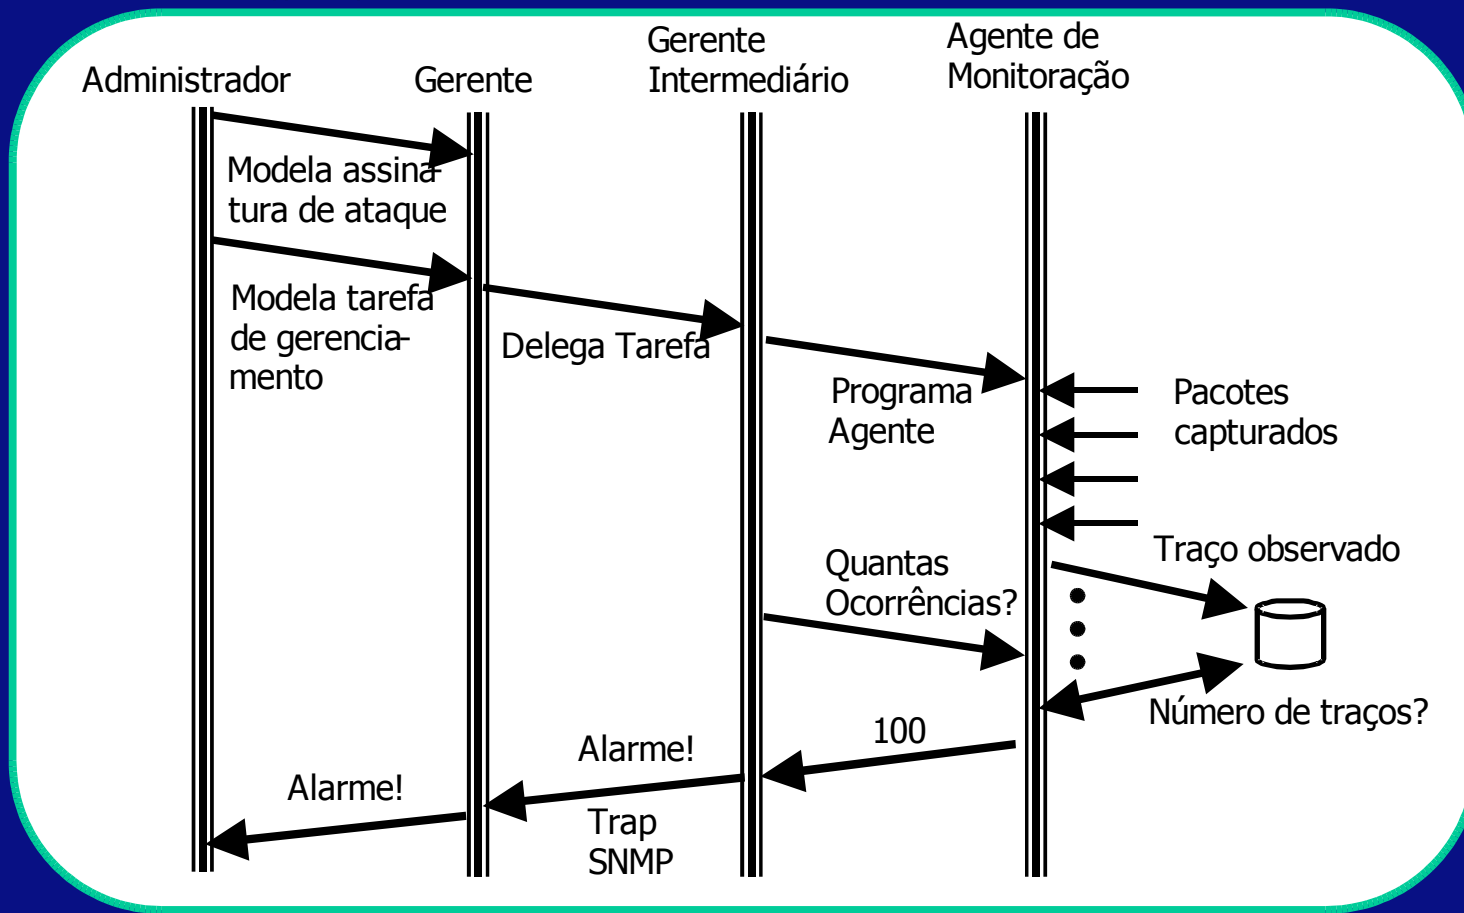 Administrador
Gerente
Gerente
Intermediário
Agente de
Monitoração
Modela assina-
tura de ataque
Modela tarefa
de gerencia-
mento
Delega Tarefa
Programa
Agente
Pacotes
capturados
Quantas
Ocorrências?
Traço observado
Número de traços?
100
Alarme!
Trap
SNMP
Alarme!